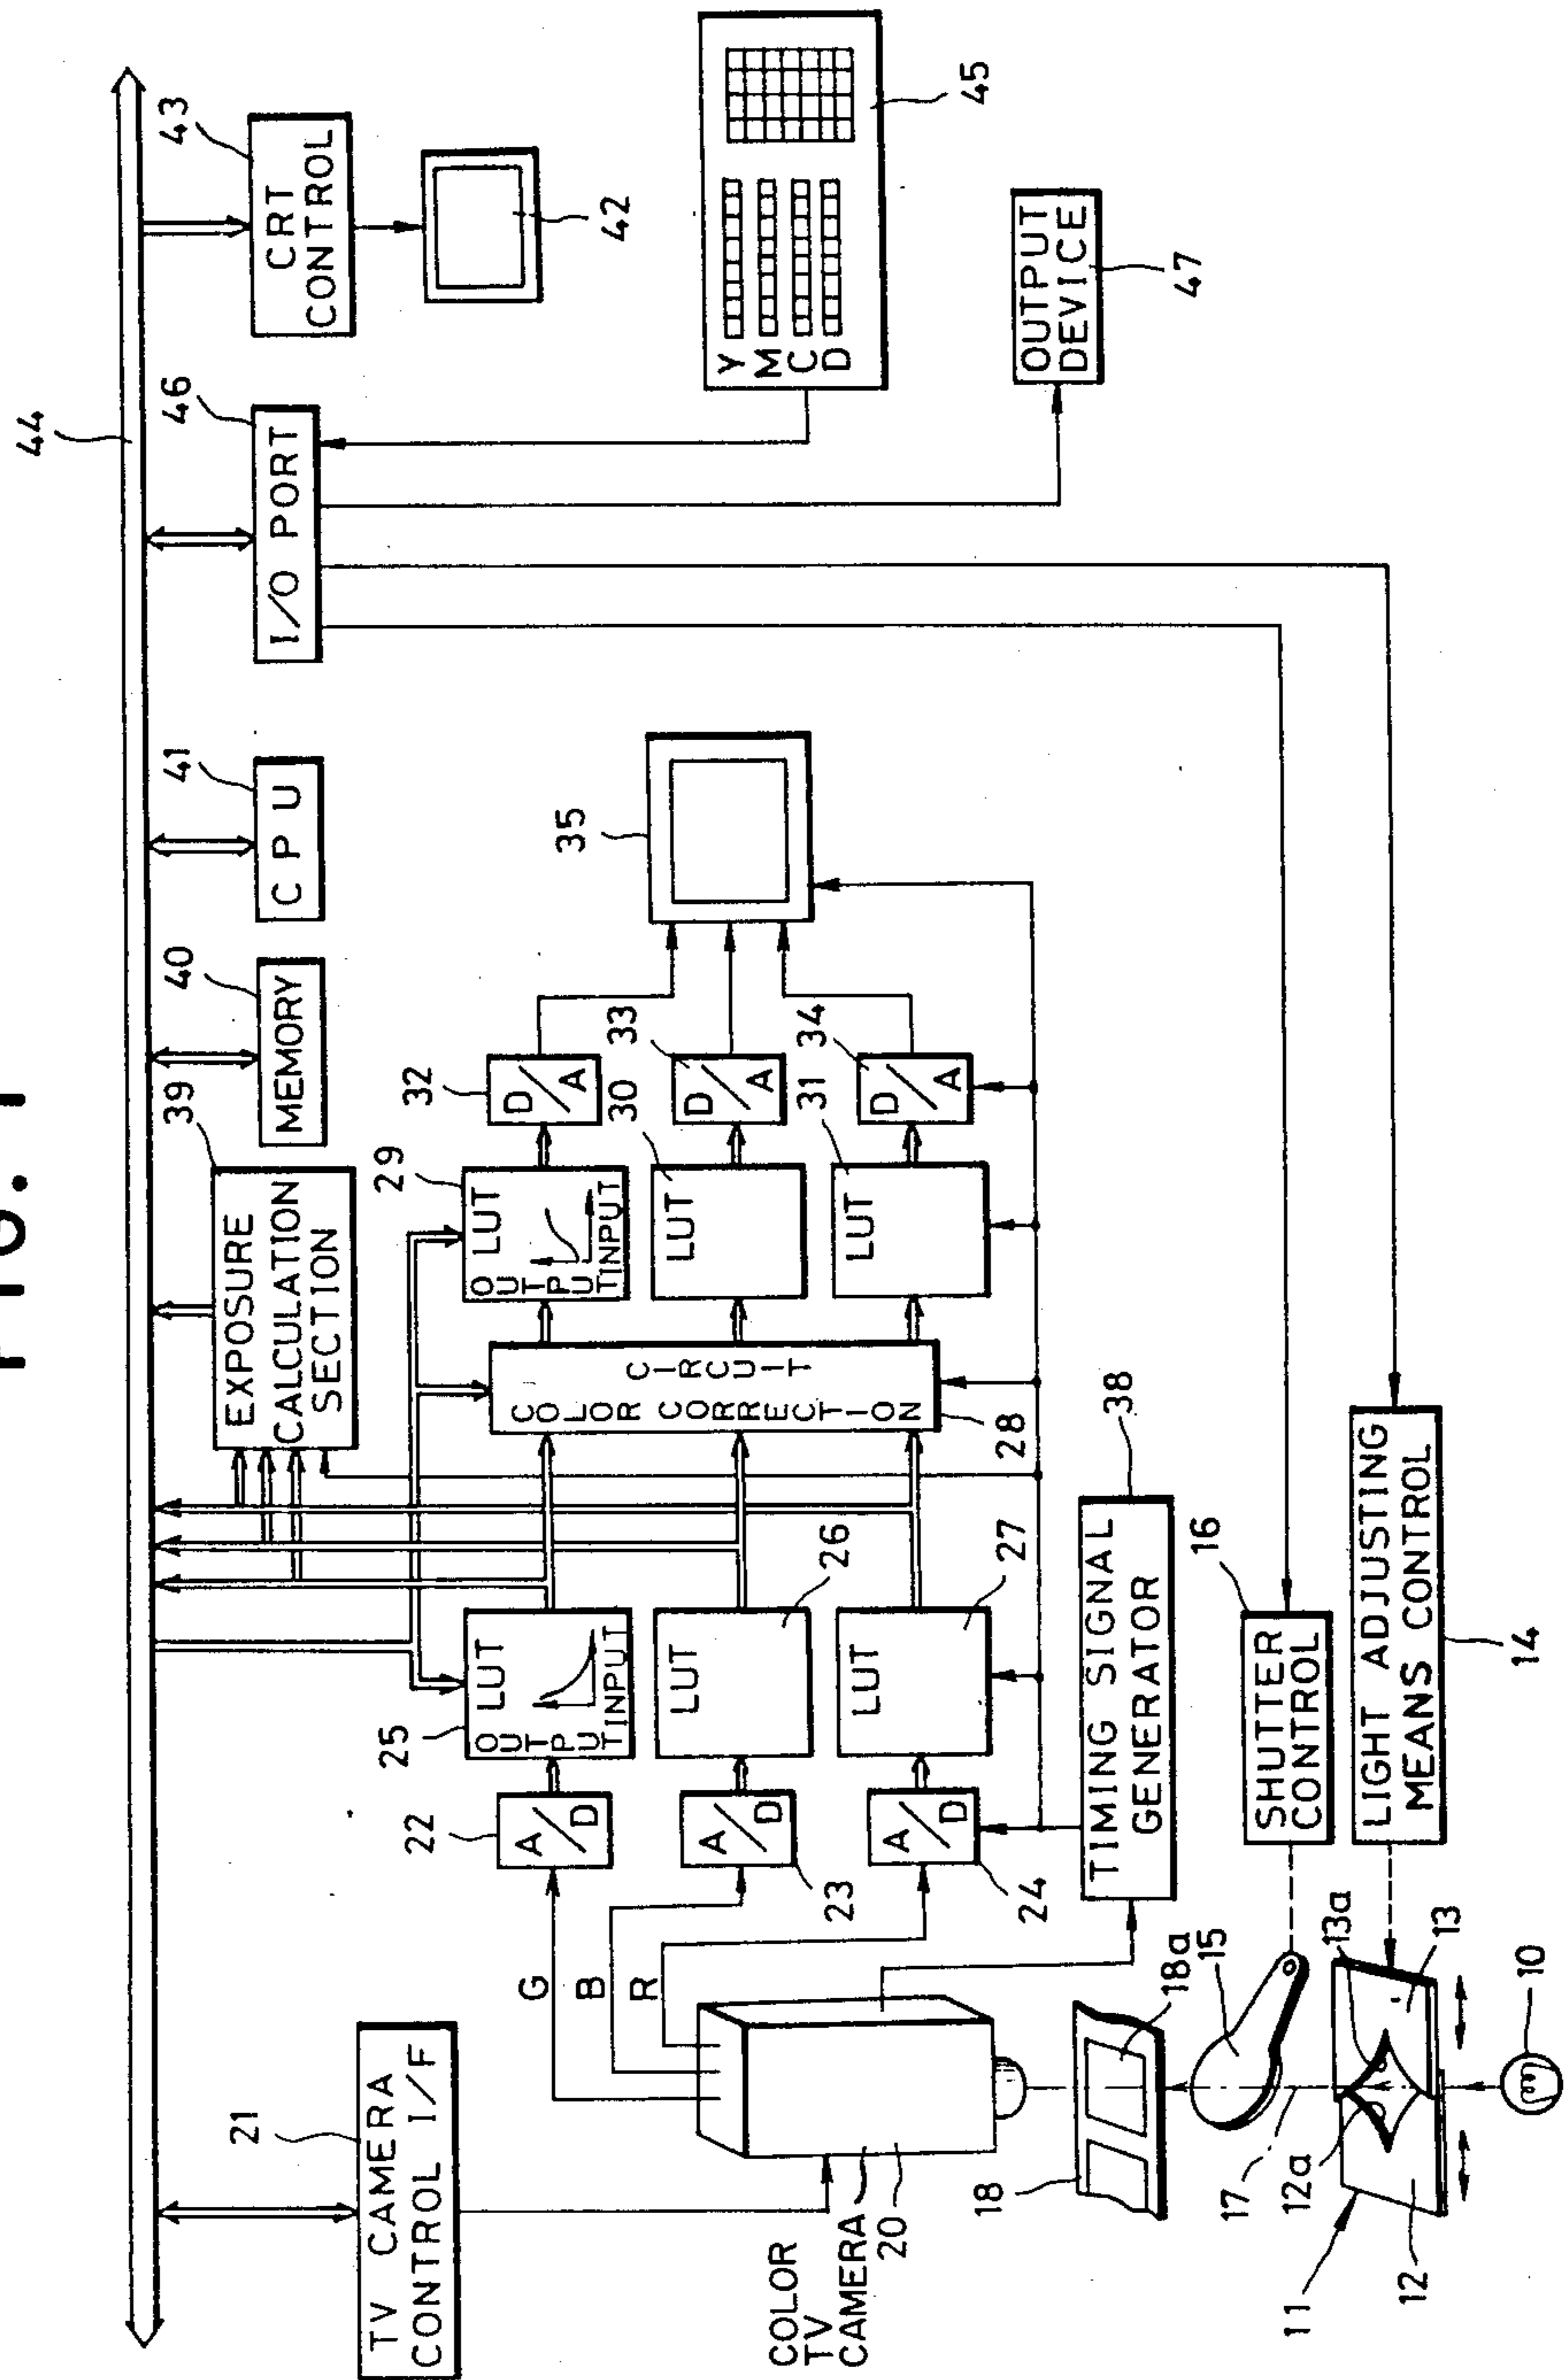 FIG. 1
44
TV CAMERA
CONTROL I/F
21
EXPOSURE
CALCULATION
SECTION
39
MEMORY
40
C P U
41
I/O PORT
46
CRT
CONTROL
43
42
COLOR
TV
CAMERA
20
G
B
R
22
A/D
23
A/D
24
A/D
25
LUT
OUTPUT
INPUT
26
LUT
27
LUT
COLOR CORRECTION
CIRCUIT
28
29
LUT
OUTPUT
INPUT
30
LUT
31
LUT
32
D/A
33
D/A
34
D/A
35
Y
M
C
D
45
OUTPUT
DEVICE
47
TIMING SIGNAL
GENERATOR
38
SHUTTER
CONTROL
16
LIGHT ADJUSTING
MEANS CONTROL
14
18
18a
15
17
12a
13a
13
12
11
10